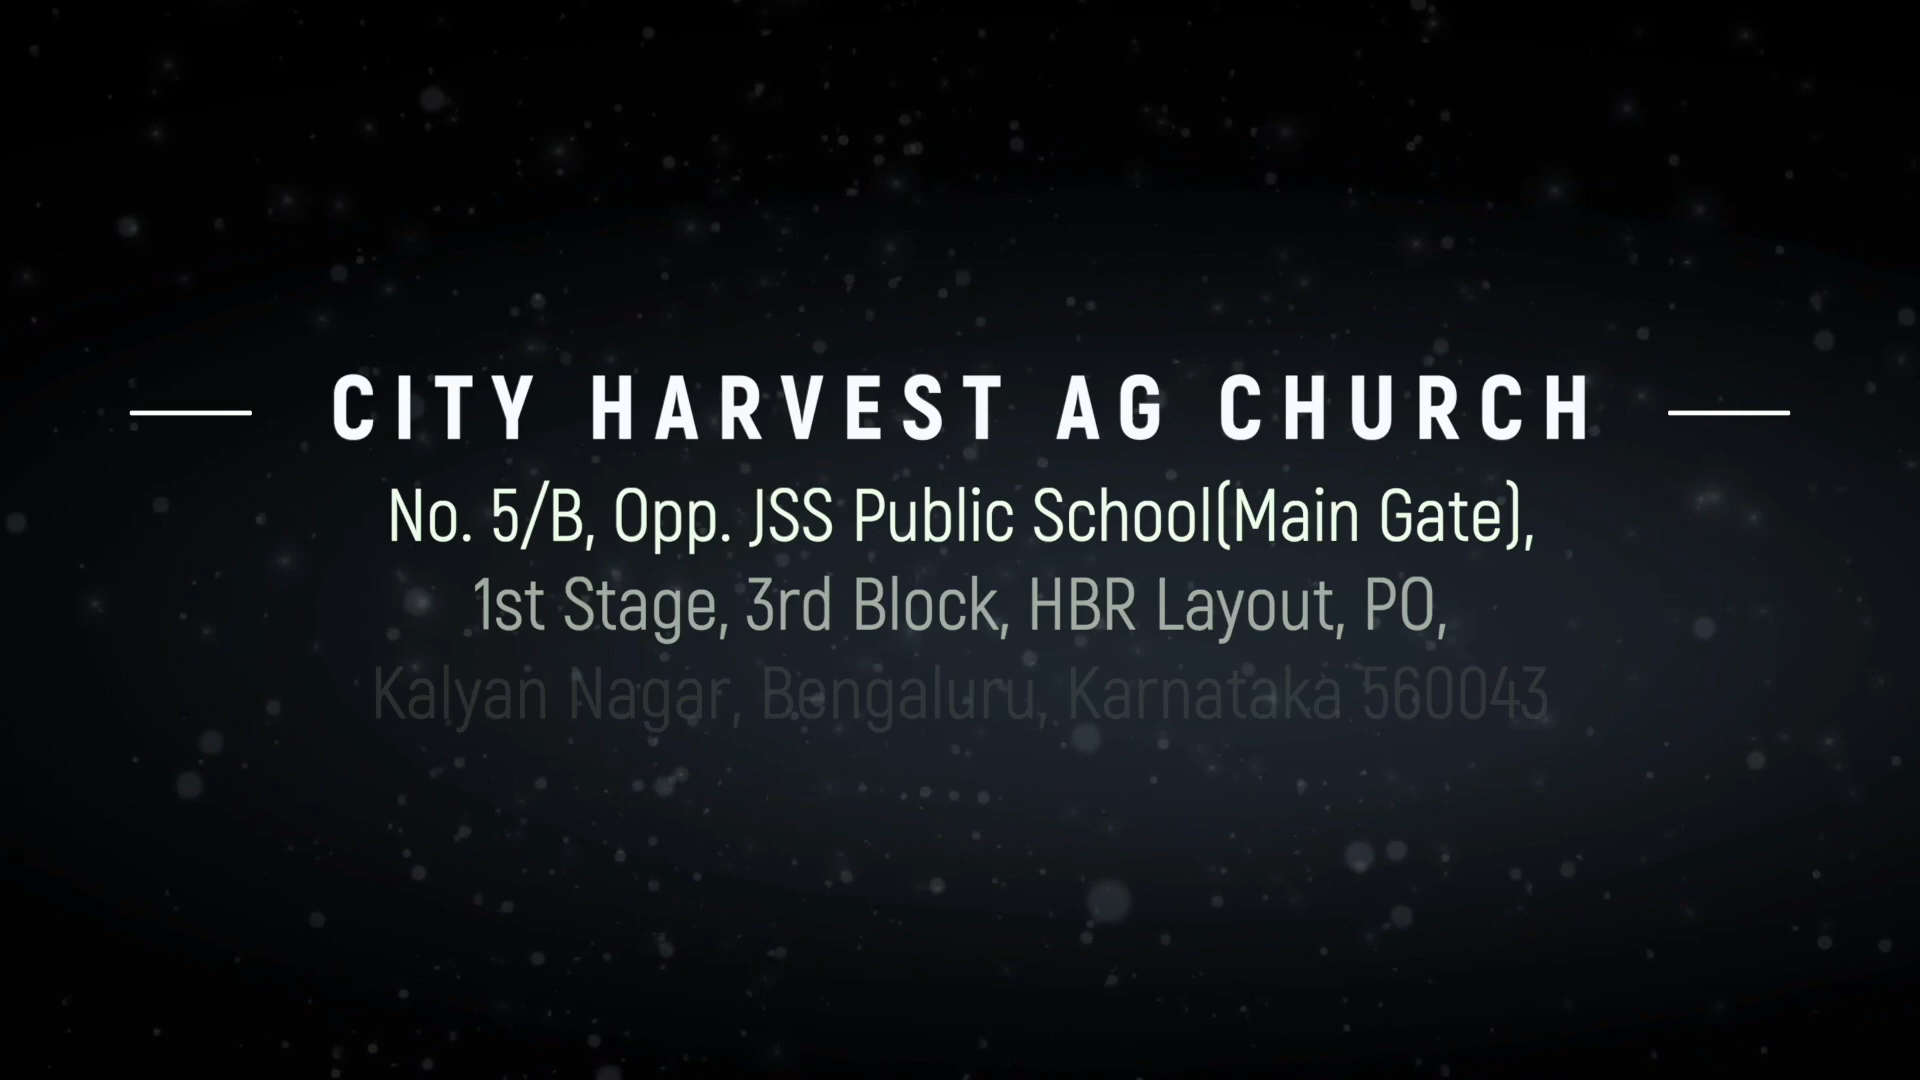 CITY HARVEST AG CHURCH
No. 5/B, Opp. JSS Public School(Main Gate),
1st Stage, 3rd Block, HBR Layout, PO,
Kalyan Nagar, Bengaluru, Karnataka 560043